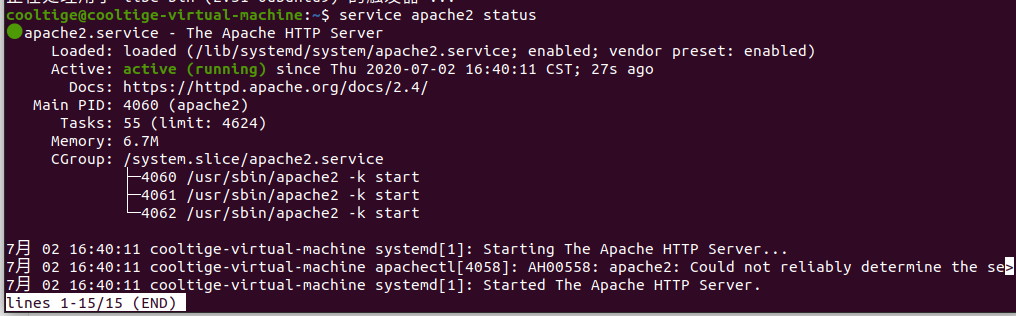 cooltige@cooltige-virtual-machine:~$ service apache2 status
apache2.service - The Apache HTTP Server
Loaded: loaded (/lib/systemd/system/apache2.service; enabled; vendor preset: enabled)
Active: active (running) since Thu 2020-07-02 16:40:11 CST; 27s ago
Docs: https://httpd.apache.org/docs/2.4/
Main PID: 4060 (apache2)
Tasks: 55 (limit: 4624)
Memory: 6.7M
CGroup: /system.slice/apache2.service
├─4060 /usr/sbin/apache2 -k start
├─4061 /usr/sbin/apache2 -k start
└─4062 /usr/sbin/apache2 -k start
7月 02 16:40:11 cooltige-virtual-machine systemd[1]: Starting The Apache HTTP Server...
7月 02 16:40:11 cooltige-virtual-machine apachectl[4058]: AH00558: apache2: Could not reliably determine the se>
7月 02 16:40:11 cooltige-virtual-machine systemd[1]: Started The Apache HTTP Server.
lines 1-15/15 (END)